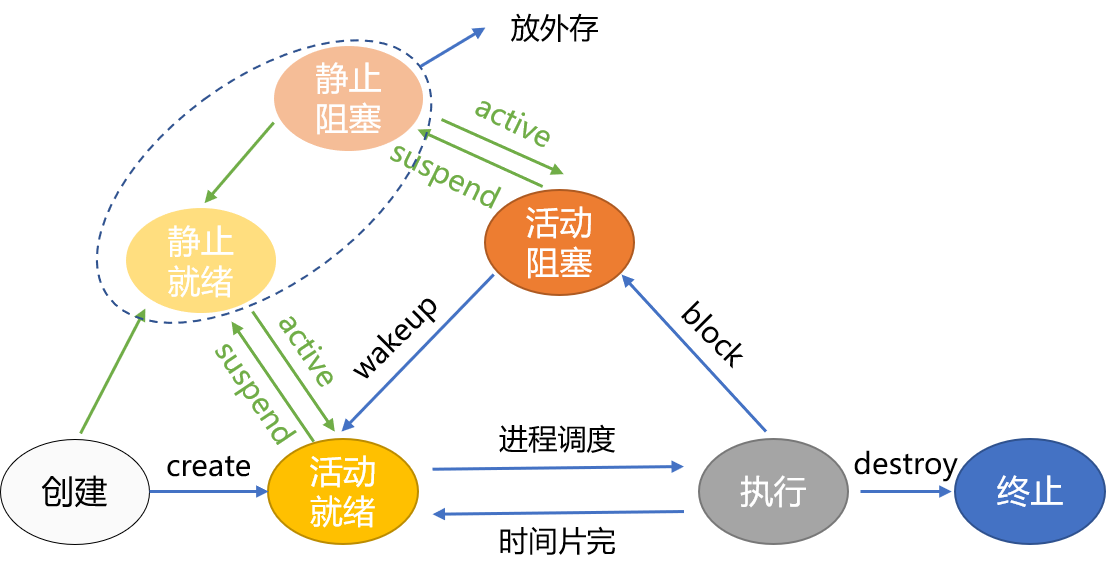 放外存
静止
阻塞
active
suspend
静止
就绪
活动
阻塞
wakeup
block
active
suspend
创建
create
活动
就绪
进程调度
时间片完
执行
destroy
终止